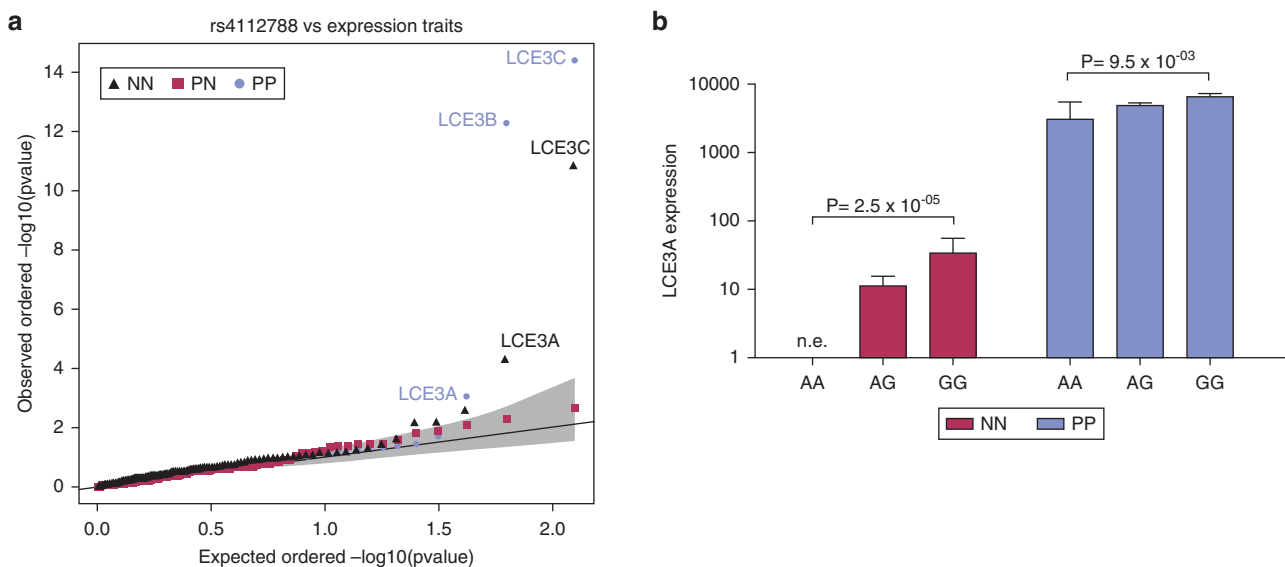 a
rs4112788 vs expression traits
NN PN PP
LCE3C
LCE3B
LCE3C
LCE3A
LCE3A
Observed ordered –log10(pvalue)
14
12
10
8
6
4
2
0
0.0 0.5 1.0 1.5 2.0
Expected ordered –log10(pvalue)
b
P= 9.5 x 10-03
P= 2.5 x 10-05
LCE3A expression
10000
1000
100
10
1
n.e.
AA AG GG AA AG GG
NN PP